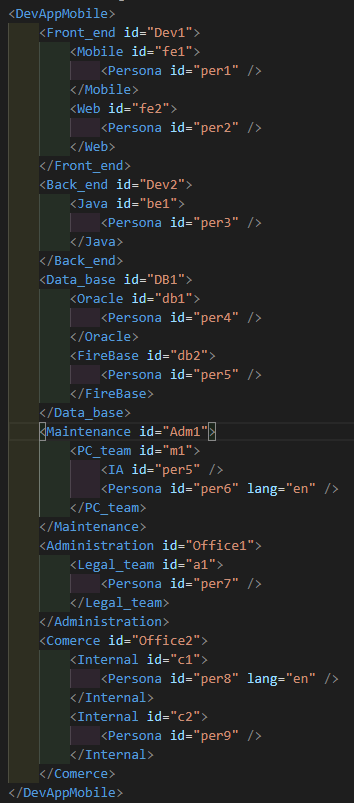 <DevAppMobile>
<Front_end id="Dev1">
<Mobile id="fe1">
<Persona id="per1" />
</Mobile>
<Web id="fe2">
<Persona id="per2" />
</Web>
</Front_end>
<Back_end id="Dev2">
<Java id="be1">
<Persona id="per3" />
</Java>
</Back_end>
<Data_base id="DB1">
<Oracle id="db1">
<Persona id="per4" />
</Oracle>
<FireBase id="db2">
<Persona id="per5" />
</FireBase>
</Data_base>
<Maintenance id="Adm1">
<PC_team id="m1">
<IA id="per5" />
<Persona id="per6" lang="en" />
</PC_team>
</Maintenance>
<Administration id="Office1">
<Legal_team id="a1">
<Persona id="per7" />
</Legal_team>
</Administration>
<Comerce id="Office2">
<Internal id="c1">
<Persona id="per8" lang="en" />
</Internal>
<Internal id="c2">
<Persona id="per9" />
</Internal>
</Comerce>
</DevAppMobile>